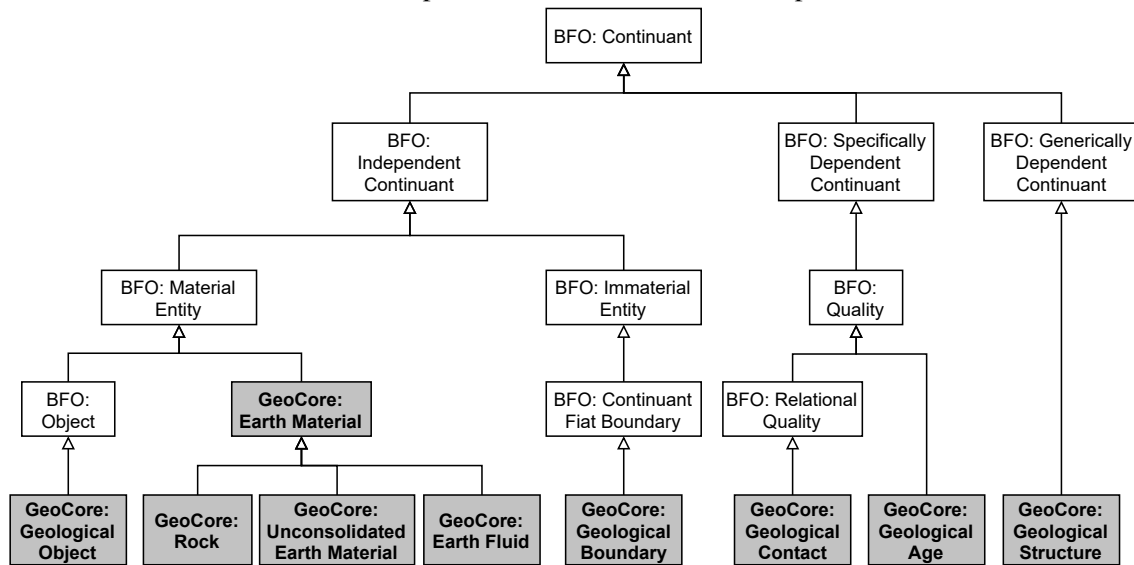 BFO: Continuant
BFO:
Independent
Continuant
BFO: Specifically
Dependent
Continuant
BFO: Generically
Dependent
Continuant
BFO: Material
Entity
BFO: Immaterial
Entity
BFO:
Quality
BFO:
Object
GeoCore:
Earth Material
BFO: Continuant
Fiat Boundary
BFO: Relational
Quality
GeoCore:
Geological
Object
GeoCore:
Rock
GeoCore:
Unconsolidated
Earth Material
GeoCore:
Earth Fluid
GeoCore:
Geological
Boundary
GeoCore:
Geological
Contact
GeoCore:
Geological
Age
GeoCore:
Geological
Structure